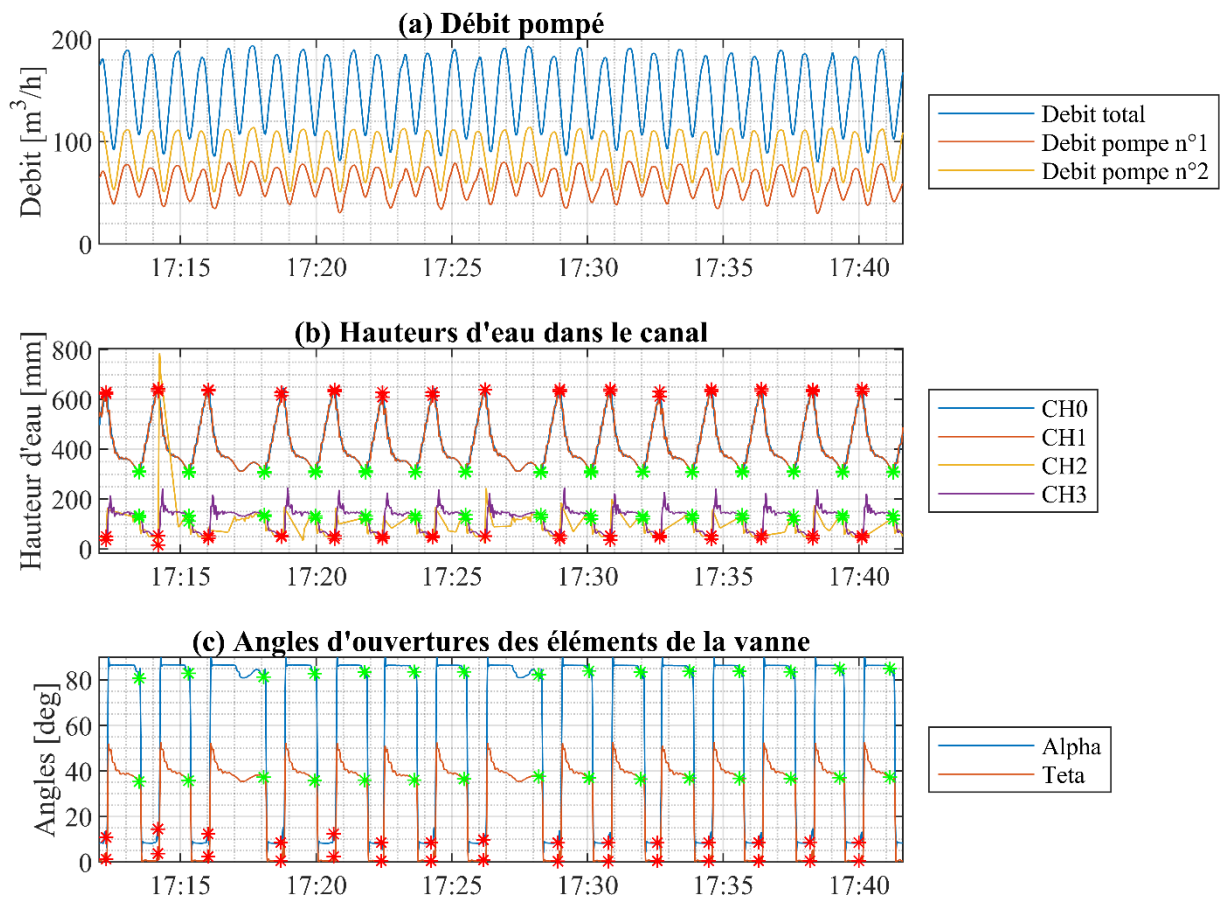 (a) Débit pompé
Debit [m³/h]
200
100
0
17:15 17:20 17:25 17:30 17:35 17:40
Debit total
Debit pompe n°1
Debit pompe n°2
(b) Hauteurs d'eau dans le canal
Hauteur d'eau [mm]
800
600
400
200
0
17:15 17:20 17:25 17:30 17:35 17:40
CH0
CH1
CH2
CH3
(c) Angles d'ouvertures des éléments de la vanne
Angles [deg]
80
60
40
20
0
17:15 17:20 17:25 17:30 17:35 17:40
Alpha
Teta